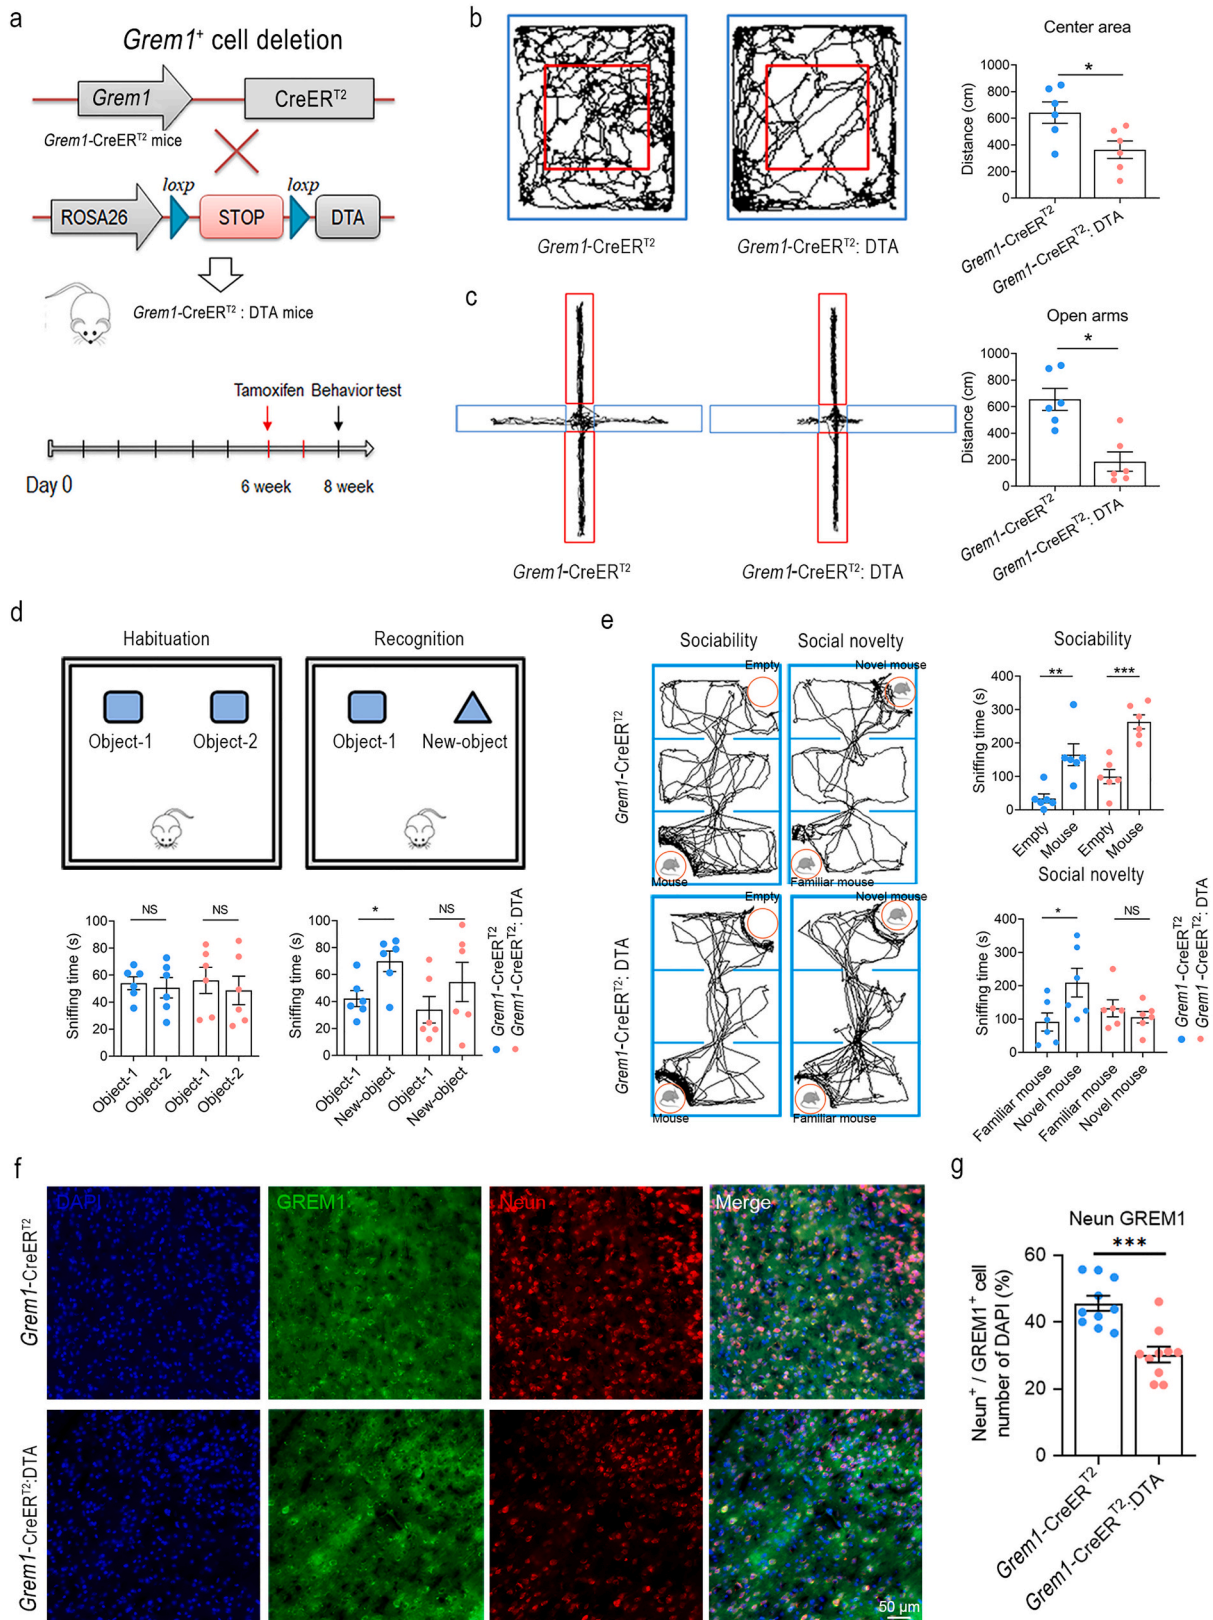 a
Grem1⁺ cell deletion
Grem1
CreERᵀ²
Grem1-CreERᵀ² mice
loxp
loxp
ROSA26
STOP
DTA
Grem1-CreERᵀ² : DTA mice
Tamoxifen
Behavior test
Day 0
6 week
8 week
b
Grem1-CreERᵀ²
Grem1-CreERᵀ²: DTA
Center area
*
Distance (cm)
1000
800
600
400
200
0
Grem1-CreERᵀ²
Grem1-CreERᵀ²: DTA
c
Grem1-CreERᵀ²
Grem1-CreERᵀ²: DTA
Open arms
*
Distance (cm)
1000
800
600
400
200
0
Grem1-CreERᵀ²
Grem1-CreERᵀ²: DTA
d
Habituation
Recognition
Object-1
Object-2
Object-1
New-object
Sniffing time (s)
100
80
60
40
20
0
NS
NS
Object-1
Object-2
Object-1
Object-2
Sniffing time (s)
100
80
60
40
20
0
*
NS
Object-1
New-object
Object-1
New-object
Grem1-CreERᵀ²
Grem1-CreERᵀ²: DTA
e
Sociability
Social novelty
Grem1-CreERᵀ²
Empty
Novel mouse
Mouse
Familiar mouse
Grem1-CreERᵀ²: DTA
Empty
Novel mouse
Mouse
Familiar mouse
Sociability
Sniffing time (s)
400
300
200
100
0
**
***
Empty
Mouse
Empty
Mouse
Social novelty
Sniffing time (s)
400
300
200
100
0
*
NS
Familiar mouse
Novel mouse
Familiar mouse
Novel mouse
Grem1-CreERᵀ²
Grem1-CreERᵀ²: DTA
f
DAPI
GREM1
Neun
Merge
Grem1-CreERᵀ²
Grem1-CreERᵀ²:DTA
50 μm
g
Neun GREM1
***
Neun⁺ / GREM1⁺ cell
number of DAPI (%)
60
40
20
0
Grem1-CreERᵀ²
Grem1-CreERᵀ²:DTA